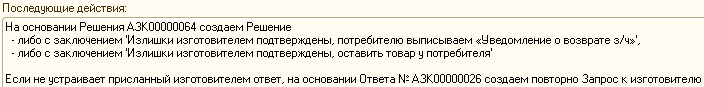 Последующие действия:
На основании Решения АЗК00000064 создаем Решение
- либо с заключением 'Излишки изготовителем подтверждены, потребителю выписываем «Уведомление о возврате з/ч»',
- либо с заключением 'Излишки изготовителем подтверждены, оставить товар у потребителя'
Если не устраивает присланный изготовителем ответ, на основании Ответа № АЗК00000026 создаем повторно Запрос к изготовителю